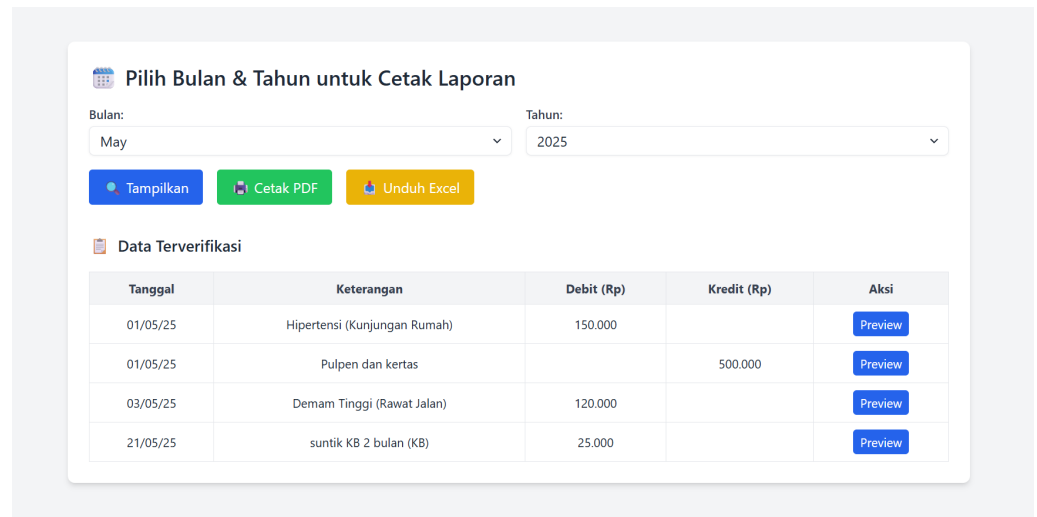 Pilih Bulan & Tahun untuk Cetak Laporan
Bulan: Tahun:
May 2025
Tampilkan Cetak PDF Unduh Excel
Data Terverifikasi
Tanggal Keterangan Debit (Rp) Kredit (Rp) Aksi
01/05/25 Hipertensi (Kunjungan Rumah) 150.000 Preview
01/05/25 Pulpen dan kertas 500.000 Preview
03/05/25 Demam Tinggi (Rawat Jalan) 120.000 Preview
21/05/25 suntik KB 2 bulan (KB) 25.000 Preview